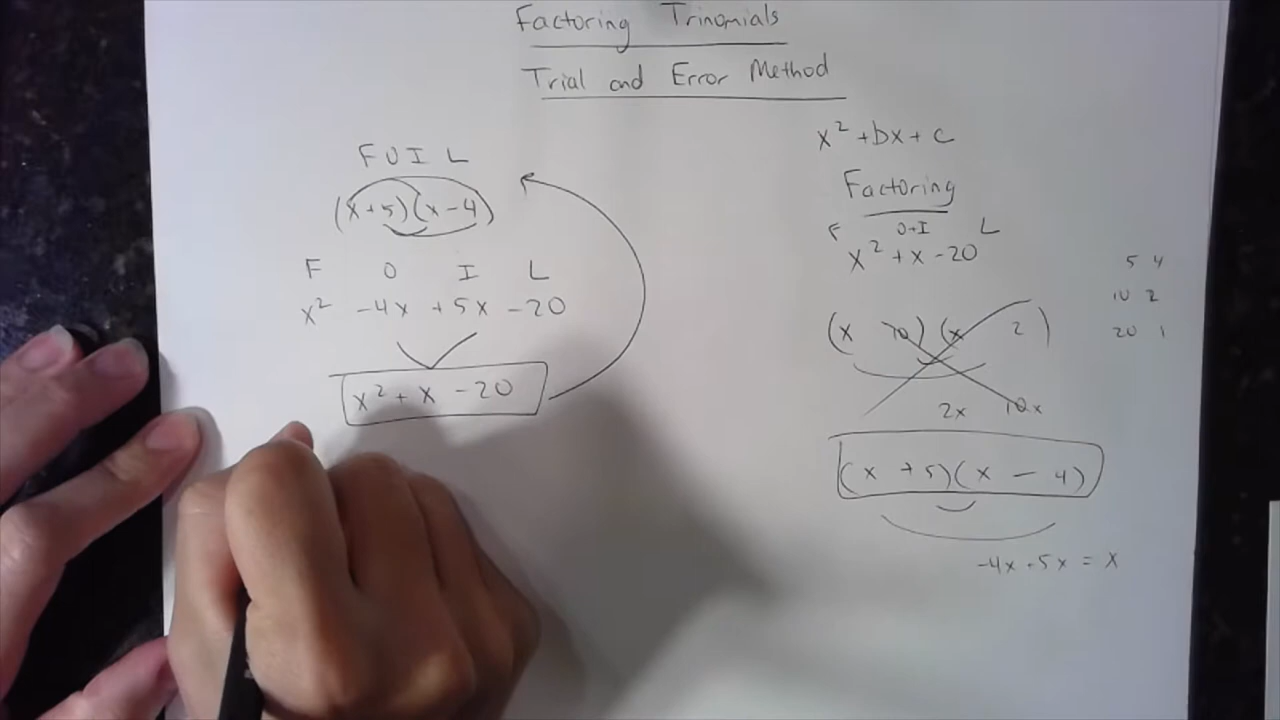 Factoring Trinomials
Trial and Error Method
F O I L
(x+5)(x-4)
F O I L
x² -4x +5x -20
x² + x - 20
x² + bx + c
Factoring
F O+I L
x² + x - 20
5 4
10 2
20 1
(x 10)(x 2)
2x 10x
(x + 5)(x - 4)
-4x + 5x = x